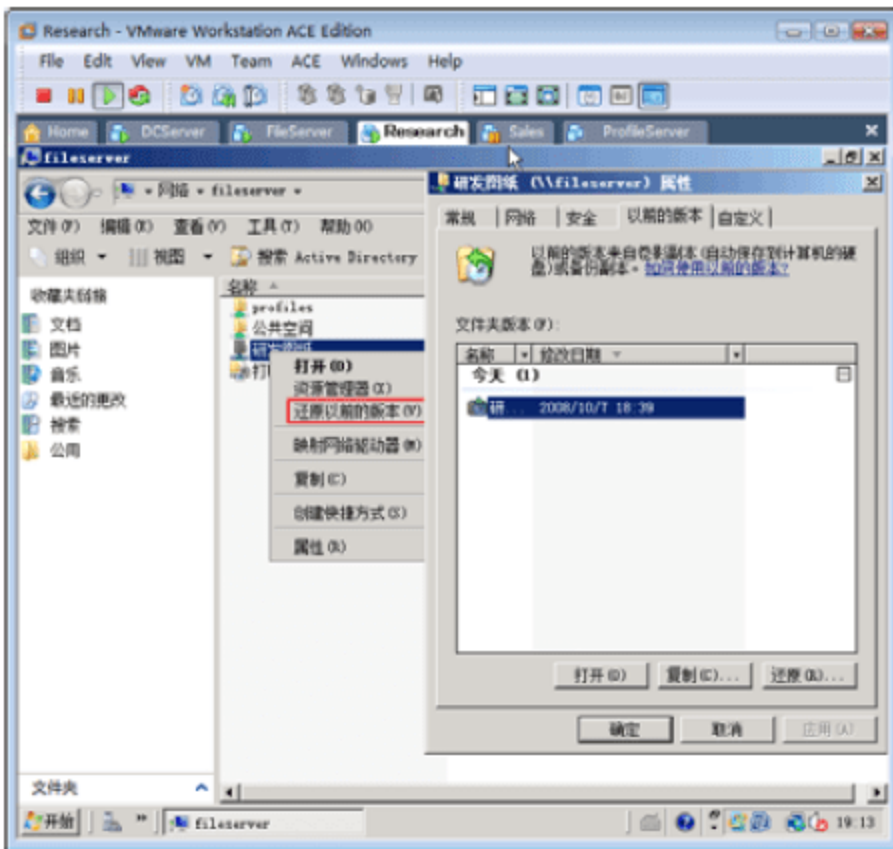 Research - VMware Workstation ACE Edition
File Edit View VM Team ACE Windows Help
Home DCServer FileServer Research Sales ProfileServer
fileserver
网络 fileserver
文件(F) 编辑(E) 查看(V) 工具(T) 帮助(H)
组织 视图 搜索 Active Directory
收藏夹链接
文档
图片
音乐
最近的更改
搜索
公用
文件夹
名称
profiles
公共空间
研发图纸
打
打开(O)
资源管理器(X)
还原以前的版本(V)
映射网络驱动器(M)
复制(C)
创建快捷方式(S)
属性(R)
研发图纸 (\\fileserver) 属性
常规 网络 安全 以前的版本 自定义
以前的版本来自卷影副本(自动保存到计算机的硬
盘)或备份副本。如何使用以前的版本?
文件夹版本(F):
名称 修改日期
今天 (1)
研... 2008/10/7 18:39
打开(O) 复制(C)... 还原(R)...
确定 取消 应用(A)
开始 fileserver 19:13